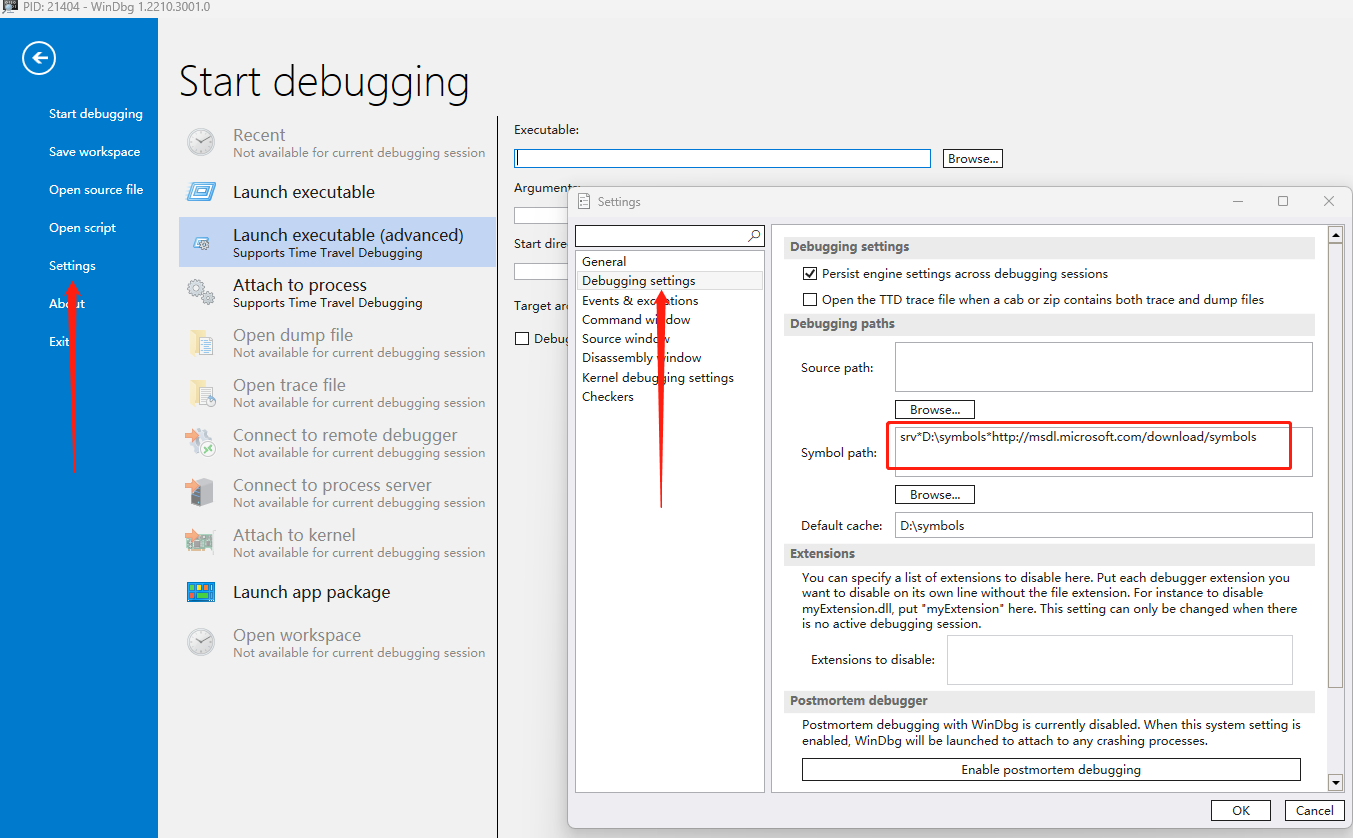 PID: 21404 - WinDbg 1.2210.3001.0
Start debugging
Save workspace
Open source file
Open script
Settings
About
Exit
Start debugging
Recent
Not available for current debugging session
Launch executable
Launch executable (advanced)
Supports Time Travel Debugging
Attach to process
Supports Time Travel Debugging
Open dump file
Not available for current debugging session
Open trace file
Not available for current debugging session
Connect to remote debugger
Not available for current debugging session
Connect to process server
Not available for current debugging session
Attach to kernel
Not available for current debugging session
Launch app package
Open workspace
Not available for current debugging session
Executable:
Browse...
Arguments
Start dire
Target ar
Debug
Settings
General
Debugging settings
Events & exceptions
Command window
Source window
Disassembly window
Kernel debugging settings
Checkers
Debugging settings
Persist engine settings across debugging sessions
Open the TTD trace file when a cab or zip contains both trace and dump files
Debugging paths
Source path:
Browse...
Symbol path:
srv*D:\symbols*http://msdl.microsoft.com/download/symbols
Browse...
Default cache:
D:\symbols
Extensions
You can specify a list of extensions to disable here. Put each debugger extension you
want to disable on its own line without the file extension. For instance to disable
myExtension.dll, put "myExtension" here. This setting can only be changed when there
is no active debugging session.
Extensions to disable:
Postmortem debugger
Postmortem debugging with WinDbg is currently disabled. When this system setting is
enabled, WinDbg will be launched to attach to any crashing processes.
Enable postmortem debugging
OK
Cancel